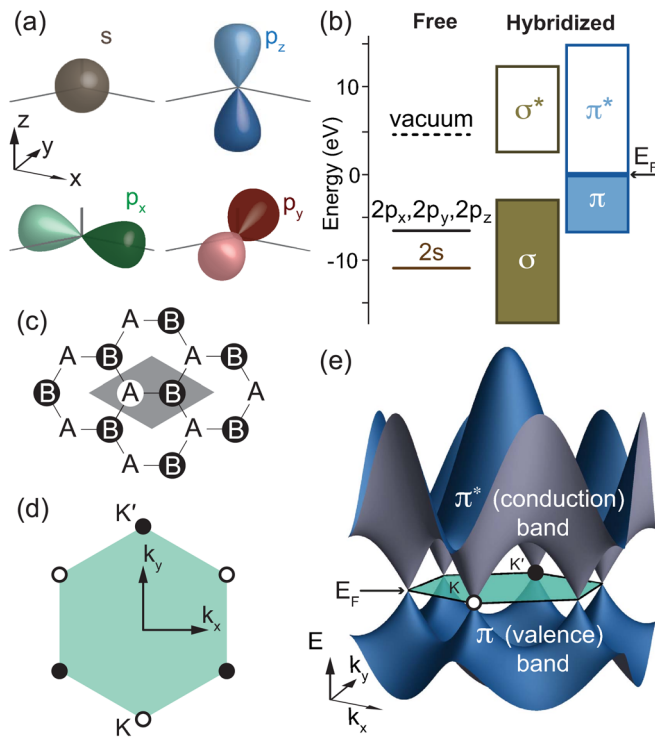 (a)
s
p_z
z
y
x
p_x
p_y
(b)
Free
Hybridized
Energy (eV)
10
0
-10
vacuum
2p_x,2p_y,2p_z
2s
σ*
π*
E_F
π
σ
(c)
A B
B A B A
B A B A
A B A B
A B
(d)
K′
k_y
k_x
K
(e)
π* (conduction)
band
K′
K
E_F
π (valence)
band
E
k_y
k_x